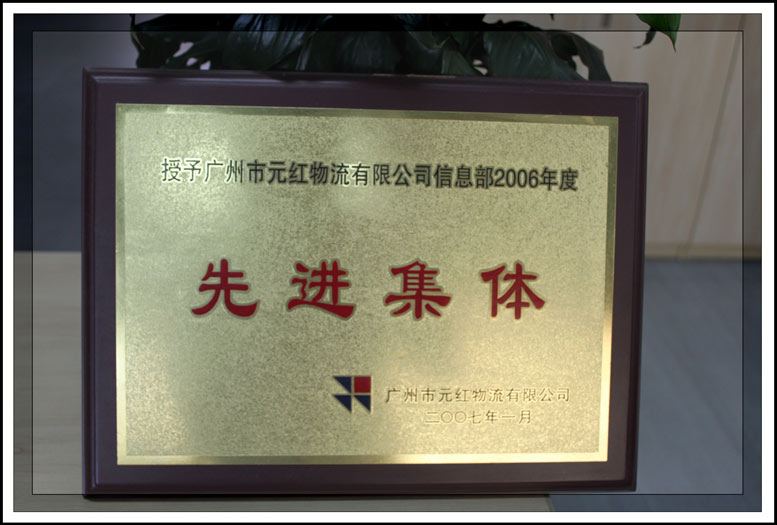 授予广州市元红物流有限公司信息部2006年度
先进集体
广州市元红物流有限公司
二〇〇七年一月